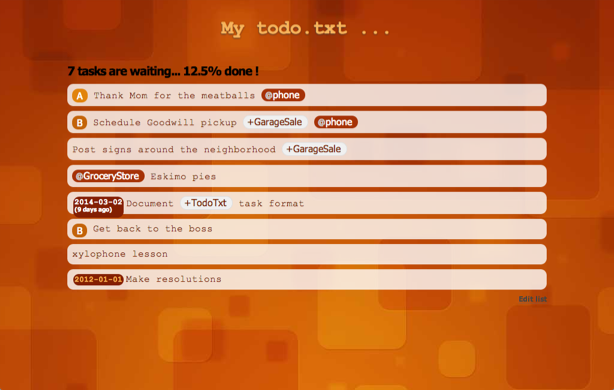 My todo.txt ...
7 tasks are waiting... 12.5% done !
A Thank Mom for the meatballs @phone
B Schedule Goodwill pickup +GarageSale @phone
Post signs around the neighborhood +GarageSale
@GroceryStore Eskimo pies
2014-03-02 Document +TodoTxt task format
(9 days ago)
B Get back to the boss
xylophone lesson
2012-01-01 Make resolutions
Edit list